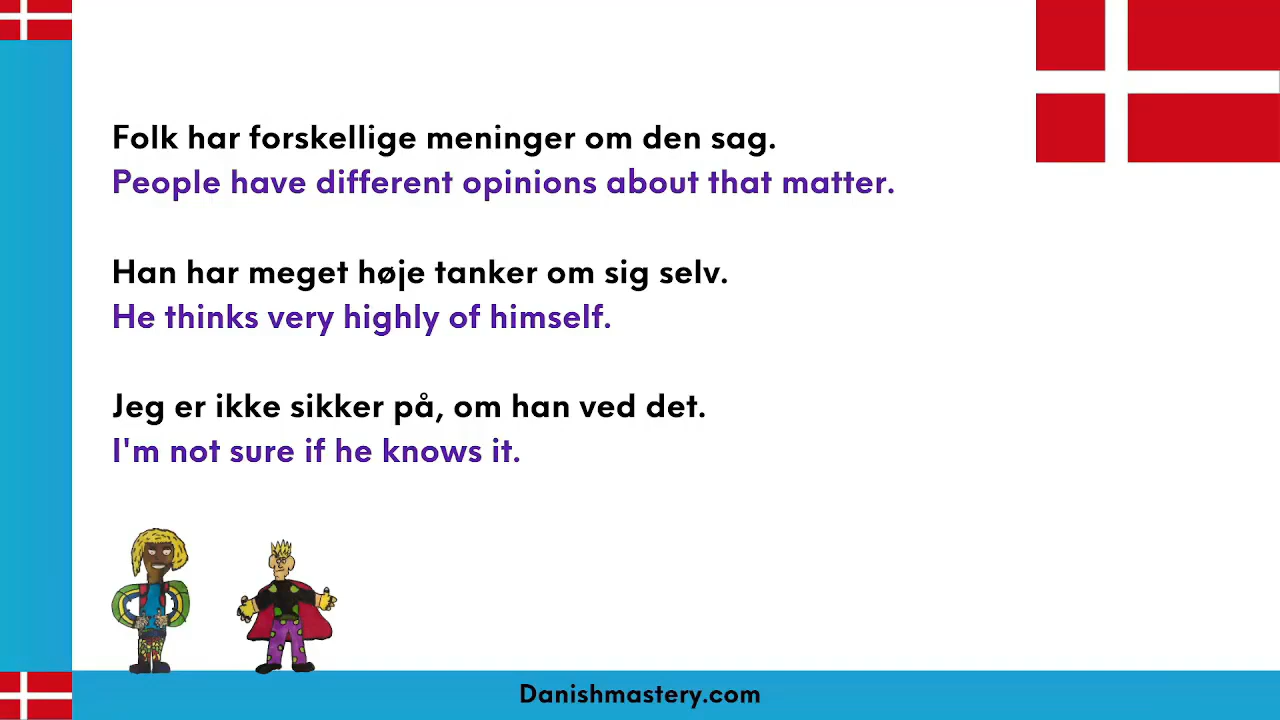 Folk har forskellige meninger om den sag.
People have different opinions about that matter.
Han har meget høje tanker om sig selv.
He thinks very highly of himself.
Jeg er ikke sikker på, om han ved det.
I'm not sure if he knows it.
Danishmastery.com